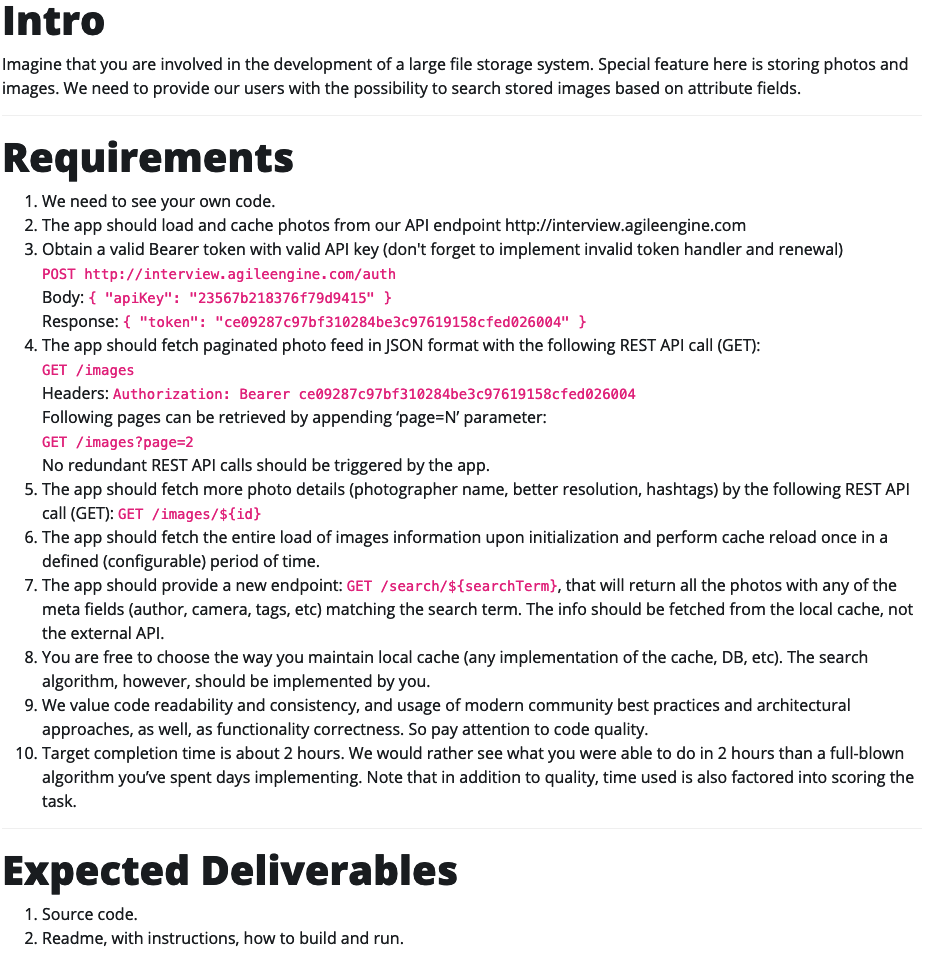 Intro
Imagine that you are involved in the development of a large file storage system. Special feature here is storing photos and
images. We need to provide our users with the possibility to search stored images based on attribute fields.
Requirements
1. We need to see your own code.
2. The app should load and cache photos from our API endpoint http://interview.agileengine.com
3. Obtain a valid Bearer token with valid API key (don't forget to implement invalid token handler and renewal)
POST http://interview.agileengine.com/auth
Body: { "apiKey": "23567b218376f79d9415" }
Response: { "token": "ce09287c97bf310284be3c97619158cfed026004" }
4. The app should fetch paginated photo feed in JSON format with the following REST API call (GET):
GET /images
Headers: Authorization: Bearer ce09287c97bf310284be3c97619158cfed026004
Following pages can be retrieved by appending ‘page=N’ parameter:
GET /images?page=2
No redundant REST API calls should be triggered by the app.
5. The app should fetch more photo details (photographer name, better resolution, hashtags) by the following REST API
call (GET): GET /images/${id}
6. The app should fetch the entire load of images information upon initialization and perform cache reload once in a
defined (configurable) period of time.
7. The app should provide a new endpoint: GET /search/${searchTerm}, that will return all the photos with any of the
meta fields (author, camera, tags, etc) matching the search term. The info should be fetched from the local cache, not
the external API.
8. You are free to choose the way you maintain local cache (any implementation of the cache, DB, etc). The search
algorithm, however, should be implemented by you.
9. We value code readability and consistency, and usage of modern community best practices and architectural
approaches, as well, as functionality correctness. So pay attention to code quality.
10. Target completion time is about 2 hours. We would rather see what you were able to do in 2 hours than a full-blown
algorithm you’ve spent days implementing. Note that in addition to quality, time used is also factored into scoring the
task.
Expected Deliverables
1. Source code.
2. Readme, with instructions, how to build and run.